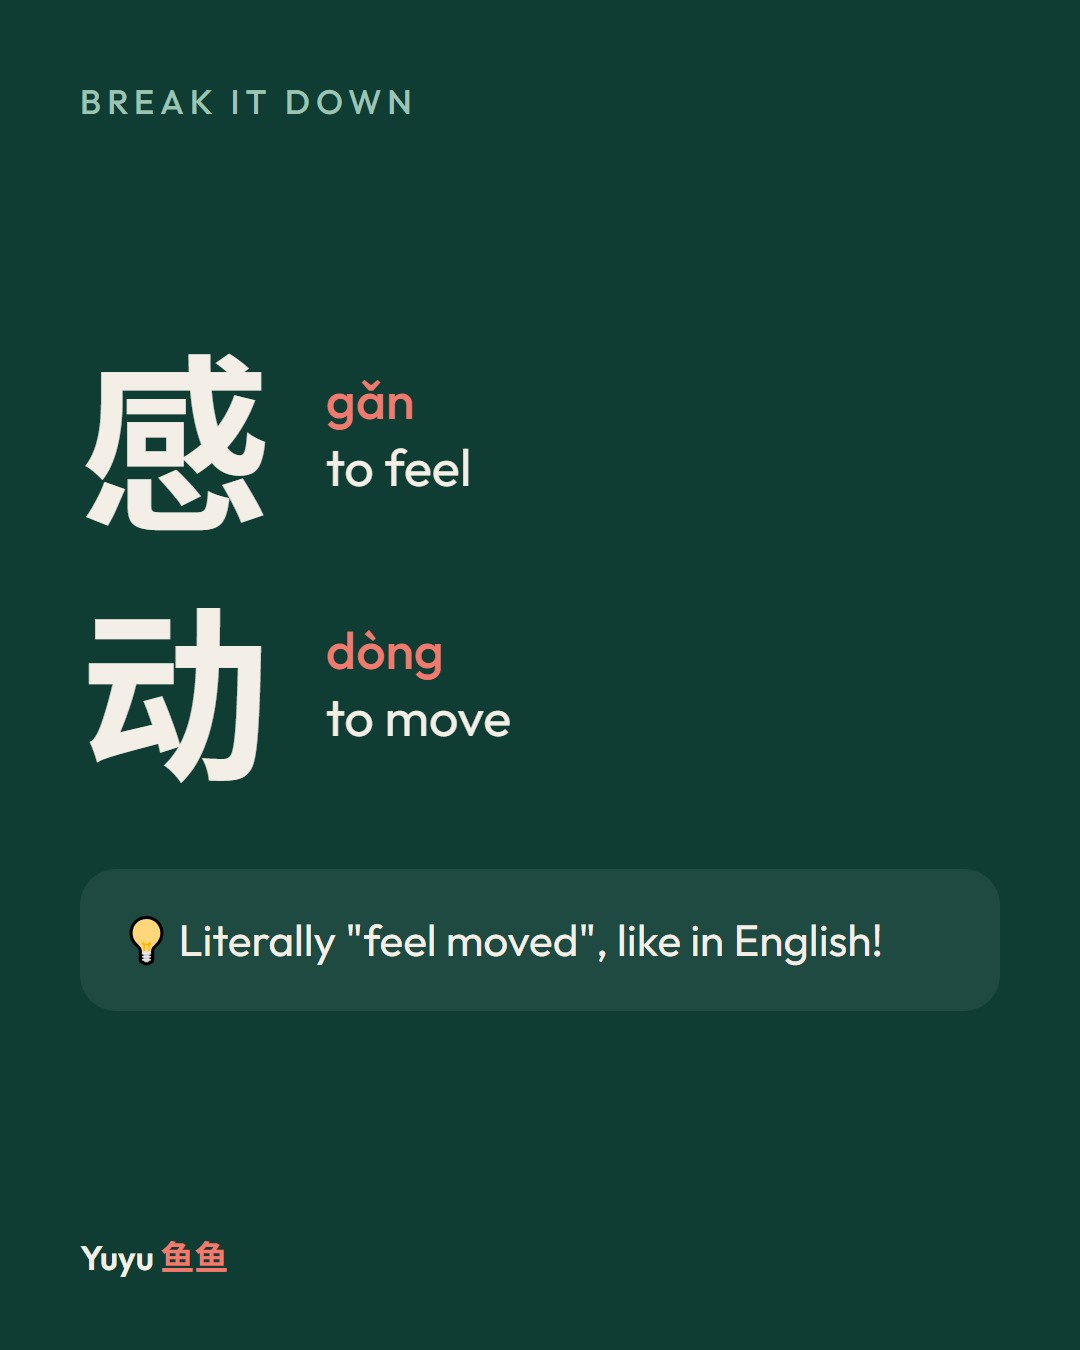 BREAK IT DOWN
感
gǎn
to feel
动
dòng
to move
💡 Literally "feel moved", like in English!
Yuyu 鱼鱼